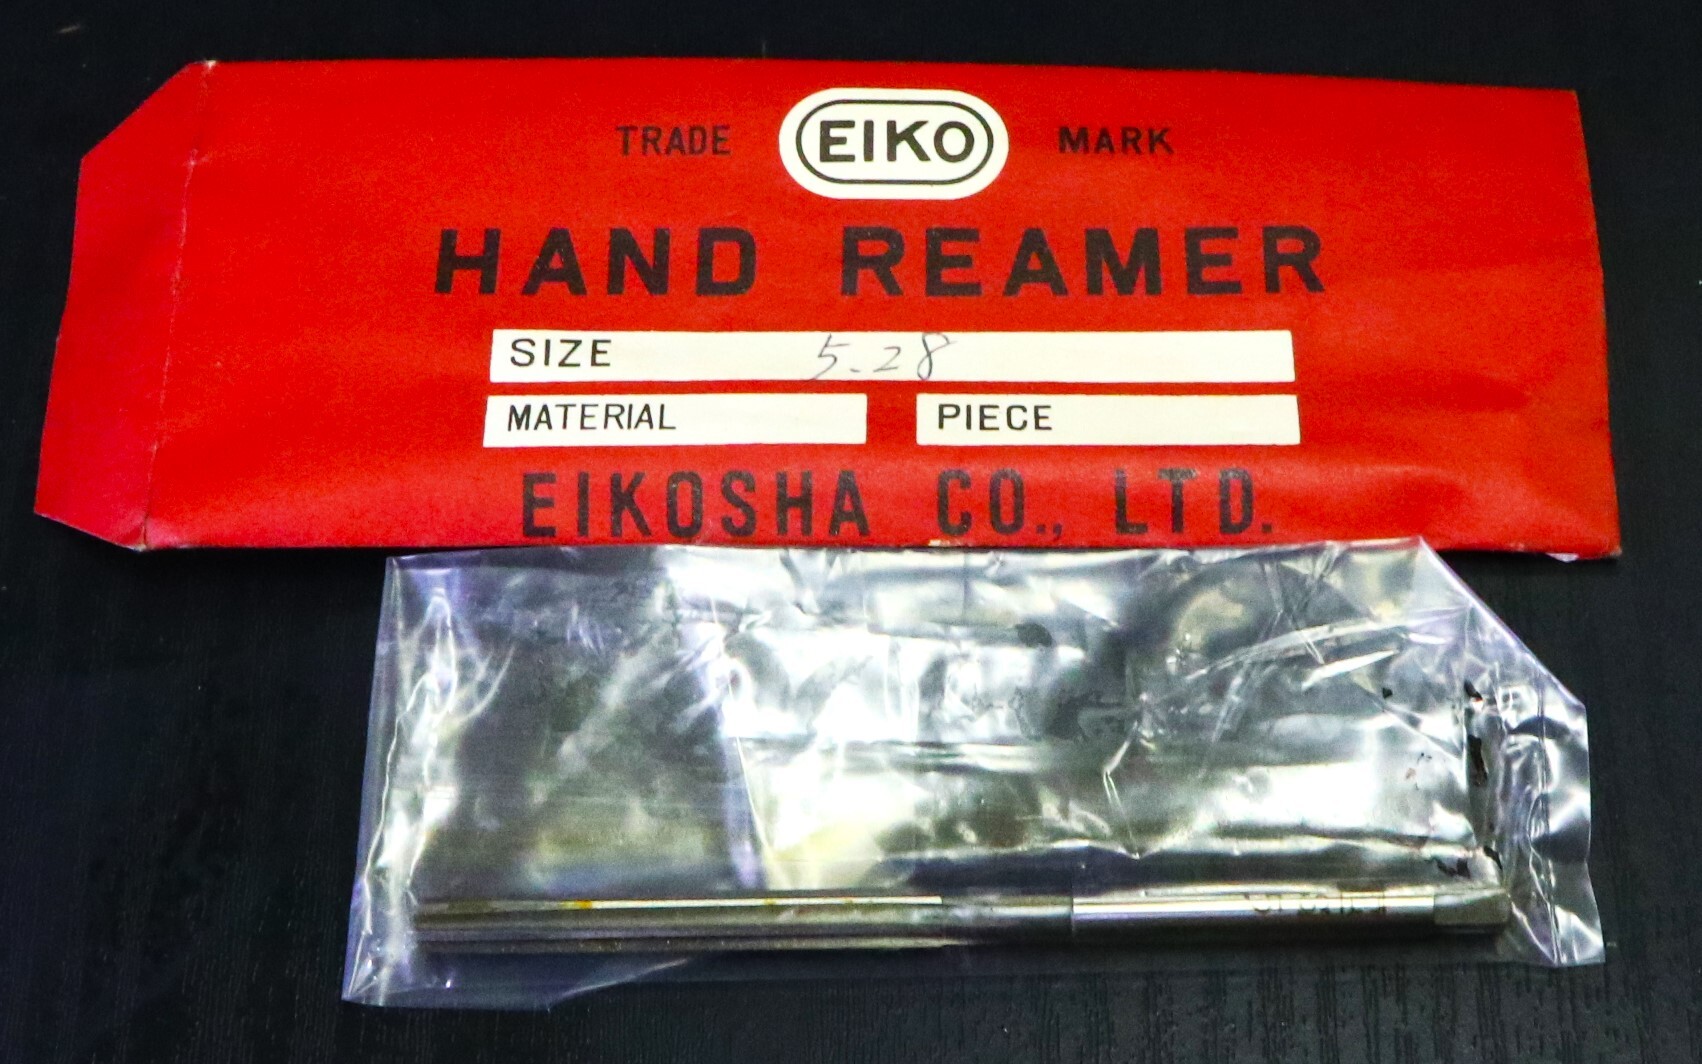 TRADE EIKO MARK
HAND REAMER
SIZE 5.28
MATERIAL PIECE
EIKOSHA CO., LTD.